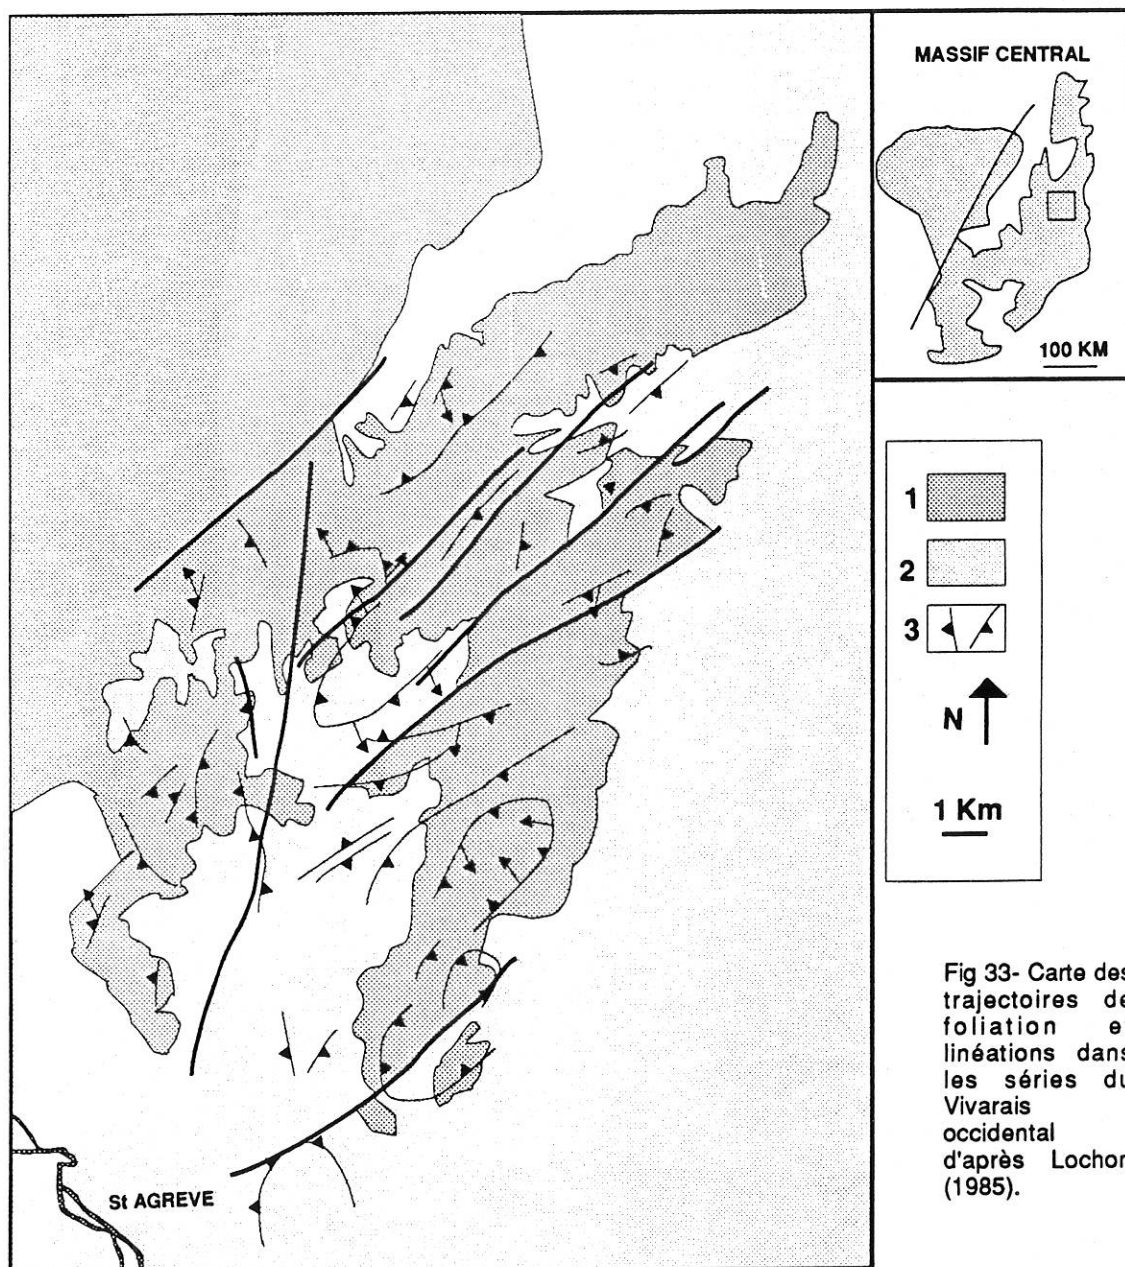 MASSIF CENTRAL
100 KM
1
2
3
N
1 Km
St AGREVE
Fig 33- Carte des
trajectoires de
foliation et
linéations dans
les séries du
Vivarais
occidental
d'après Lochon
(1985).